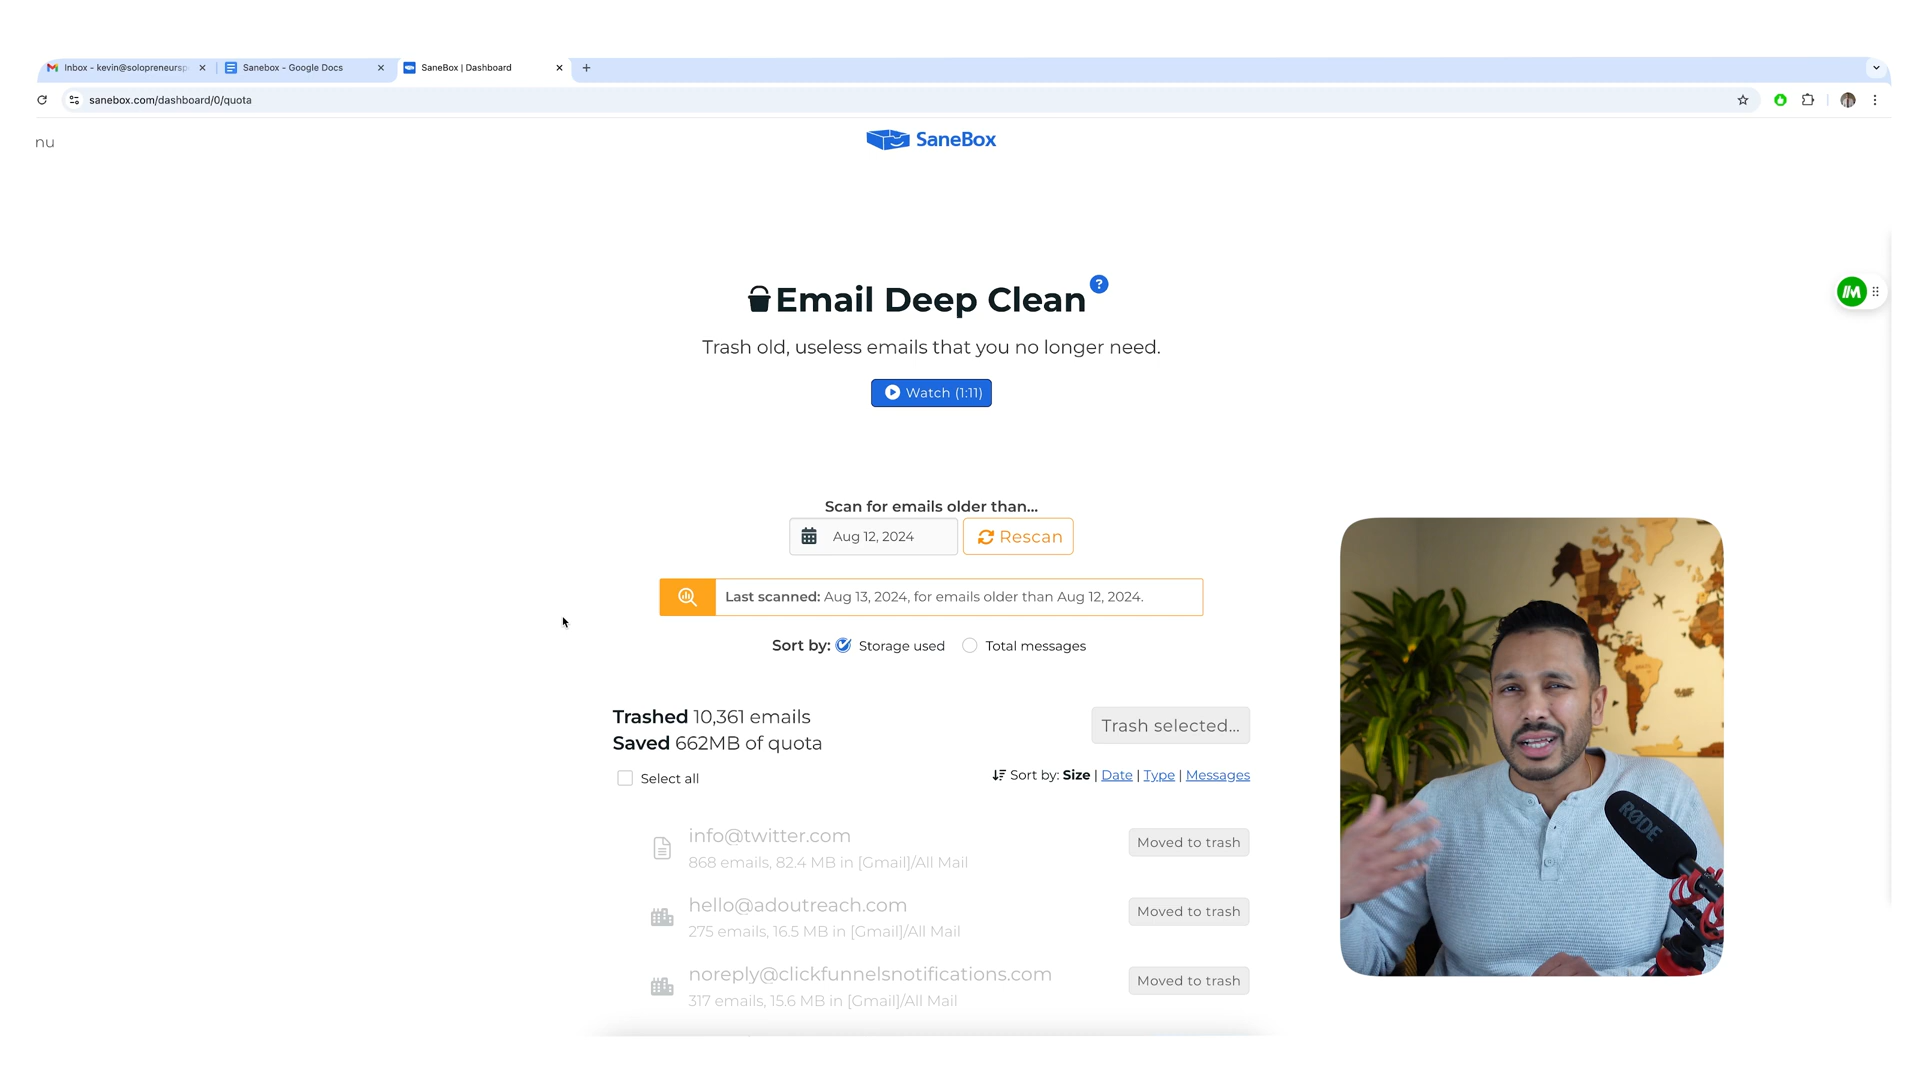 Inbox - kevin@solopreneursp
Sanebox - Google Docs
SaneBox | Dashboard
sanebox.com/dashboard/0/quota
nu
SaneBox
Email Deep Clean ?
Trash old, useless emails that you no longer need.
Watch (1:11)
Scan for emails older than...
Aug 12, 2024
Rescan
Last scanned: Aug 13, 2024, for emails older than Aug 12, 2024.
Sort by: Storage used Total messages
Trashed 10,361 emails
Saved 662MB of quota
Trash selected...
Select all
Sort by: Size | Date | Type | Messages
info@twitter.com
868 emails, 82.4 MB in [Gmail]/All Mail
Moved to trash
hello@adoutreach.com
275 emails, 16.5 MB in [Gmail]/All Mail
Moved to trash
noreply@clickfunnelsnotifications.com
317 emails, 15.6 MB in [Gmail]/All Mail
Moved to trash
RØDE